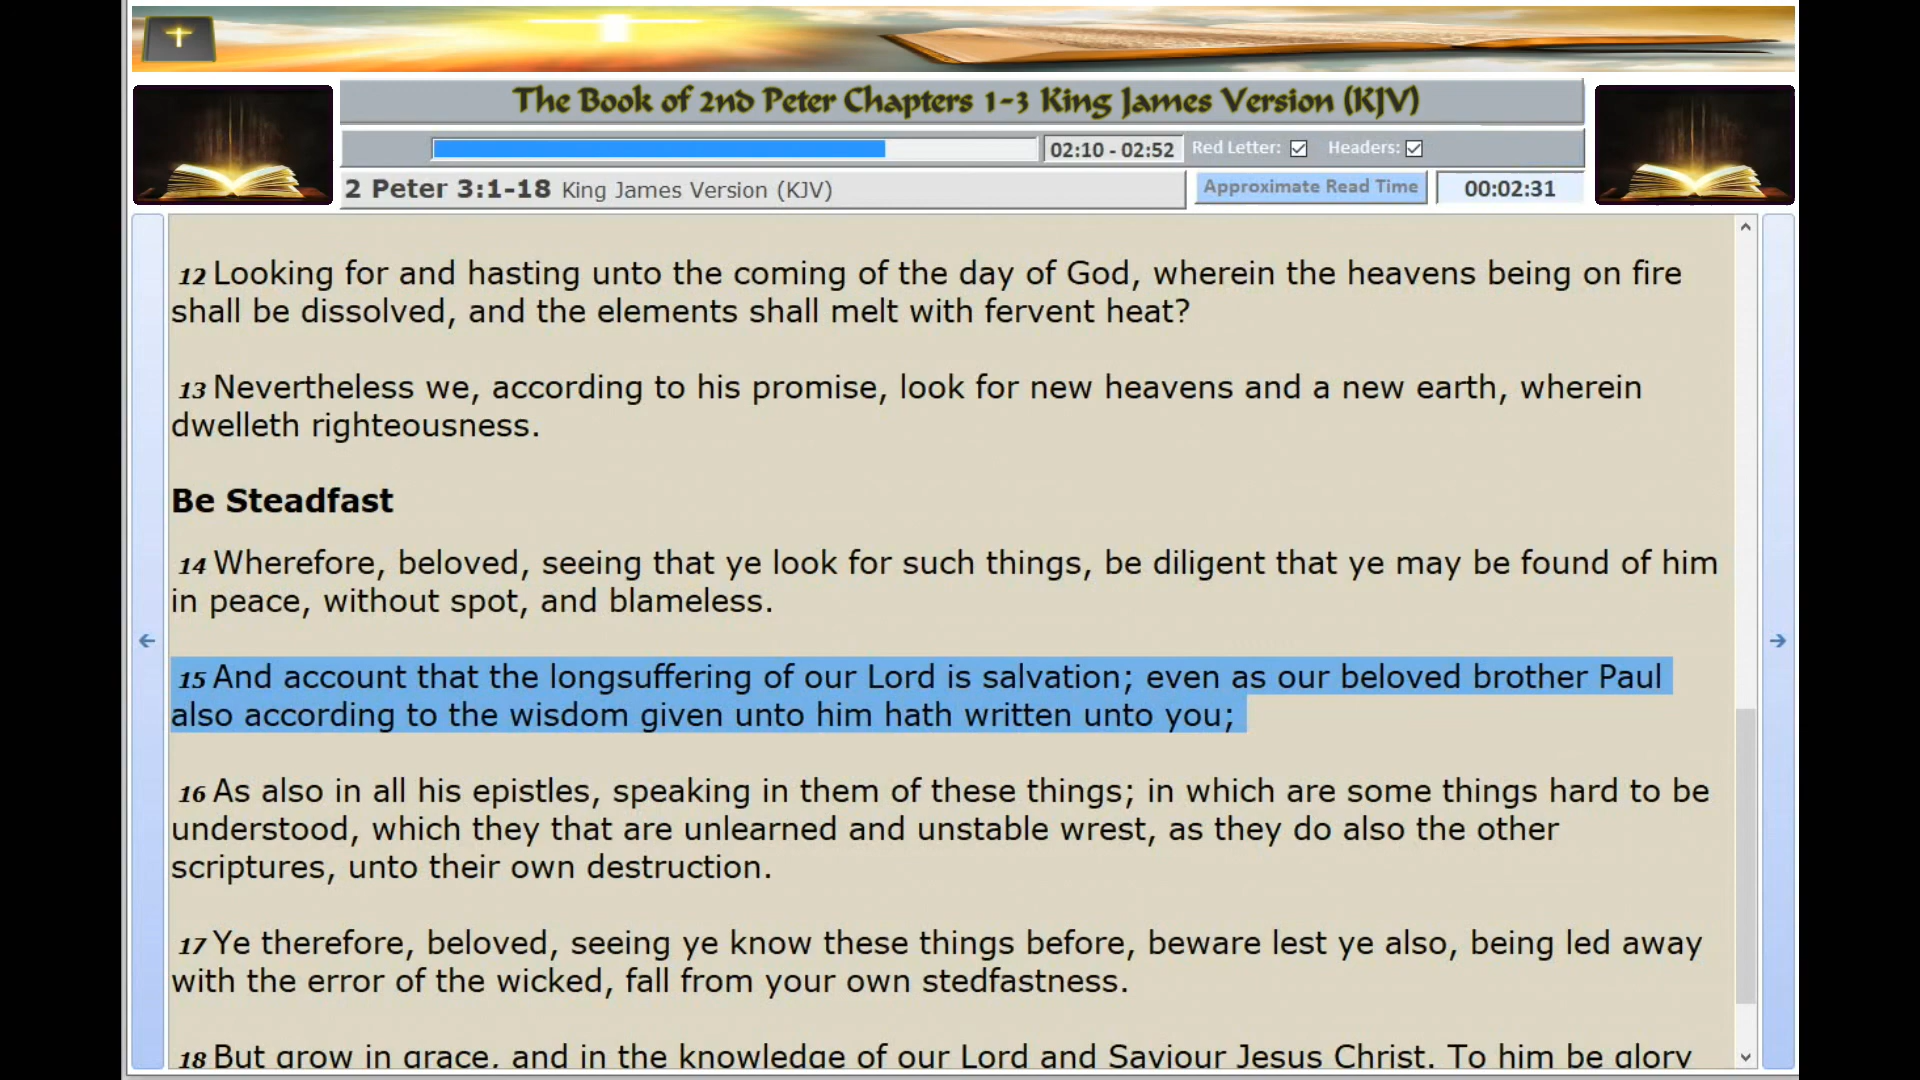 The Book of 2nd Peter Chapters 1-3 King James Version (KJV)
02:10 - 02:52 Red Letter: Headers:
2 Peter 3:1-18 King James Version (KJV) Approximate Read Time 00:02:31
12 Looking for and hasting unto the coming of the day of God, wherein the heavens being on fire
shall be dissolved, and the elements shall melt with fervent heat?
13 Nevertheless we, according to his promise, look for new heavens and a new earth, wherein
dwelleth righteousness.
Be Steadfast
14 Wherefore, beloved, seeing that ye look for such things, be diligent that ye may be found of him
in peace, without spot, and blameless.
15 And account that the longsuffering of our Lord is salvation; even as our beloved brother Paul
also according to the wisdom given unto him hath written unto you;
16 As also in all his epistles, speaking in them of these things; in which are some things hard to be
understood, which they that are unlearned and unstable wrest, as they do also the other
scriptures, unto their own destruction.
17 Ye therefore, beloved, seeing ye know these things before, beware lest ye also, being led away
with the error of the wicked, fall from your own stedfastness.
18 But grow in grace, and in the knowledge of our Lord and Saviour Jesus Christ. To him be glory